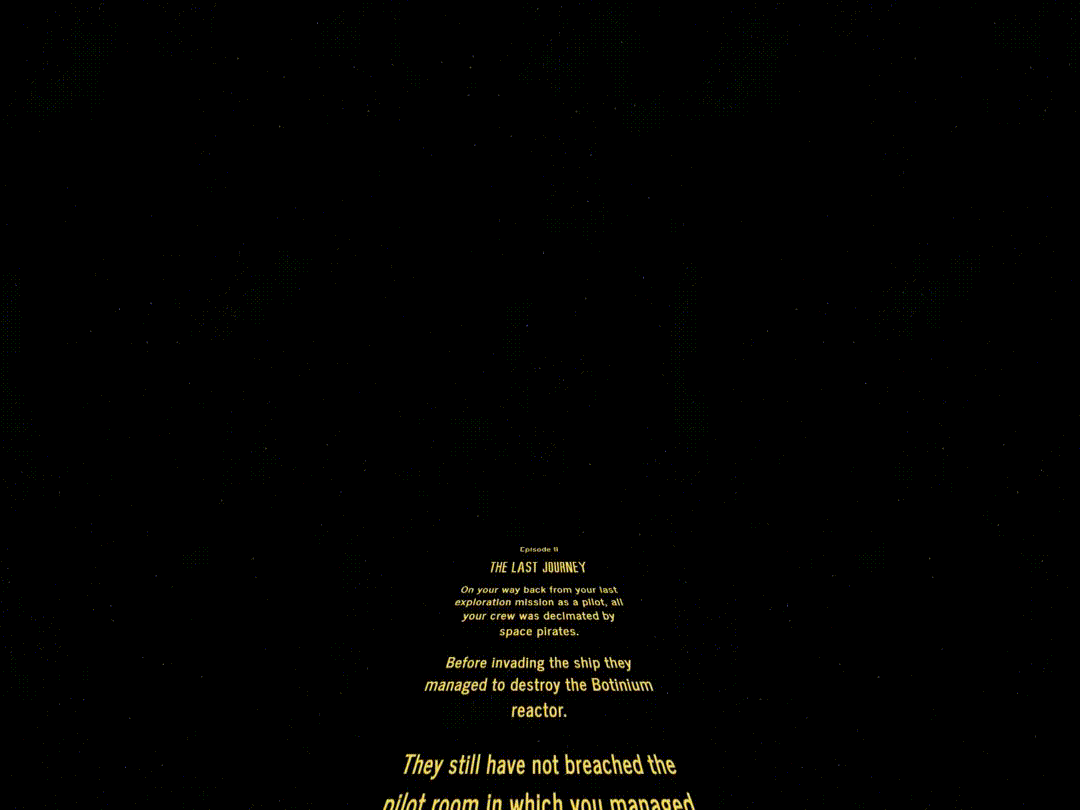 Episode II
THE LAST JOURNEY
On your way back from your last
exploration mission as a pilot, all
your crew was decimated by
space pirates.
Before invading the ship they
managed to destroy the Botinium
reactor.
They still have not breached the
pilot room in which you managed